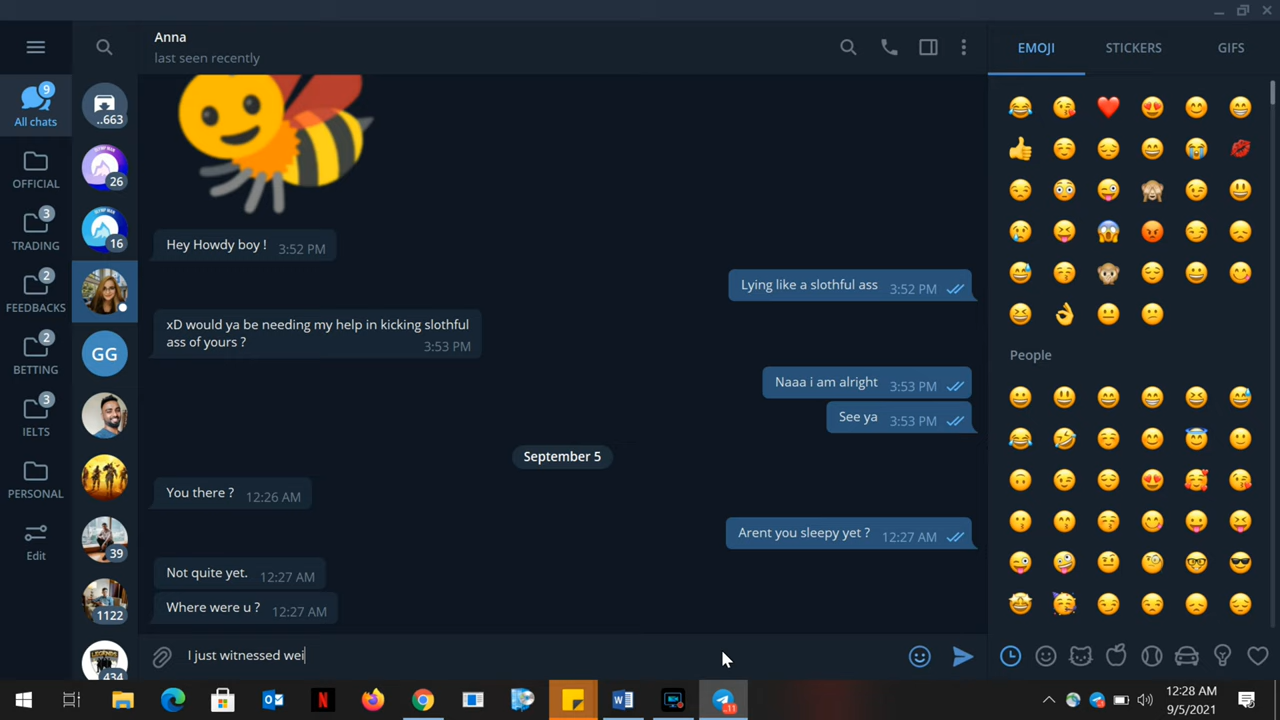 Anna
last seen recently
EMOJI
STICKERS
GIFS
9
All chats
OFFICIAL
3
TRADING
2
FEEDBACKS
2
BETTING
3
IELTS
PERSONAL
Edit
..663
26
16
GG
39
1122
434
Hey Howdy boy ! 3:52 PM
Lying like a slothful ass 3:52 PM
xD would ya be needing my help in kicking slothful
ass of yours ? 3:53 PM
Naaa i am alright 3:53 PM
See ya 3:53 PM
September 5
You there ? 12:26 AM
Arent you sleepy yet ? 12:27 AM
Not quite yet. 12:27 AM
Where were u ? 12:27 AM
I just witnessed wei
People
12:28 AM
9/5/2021